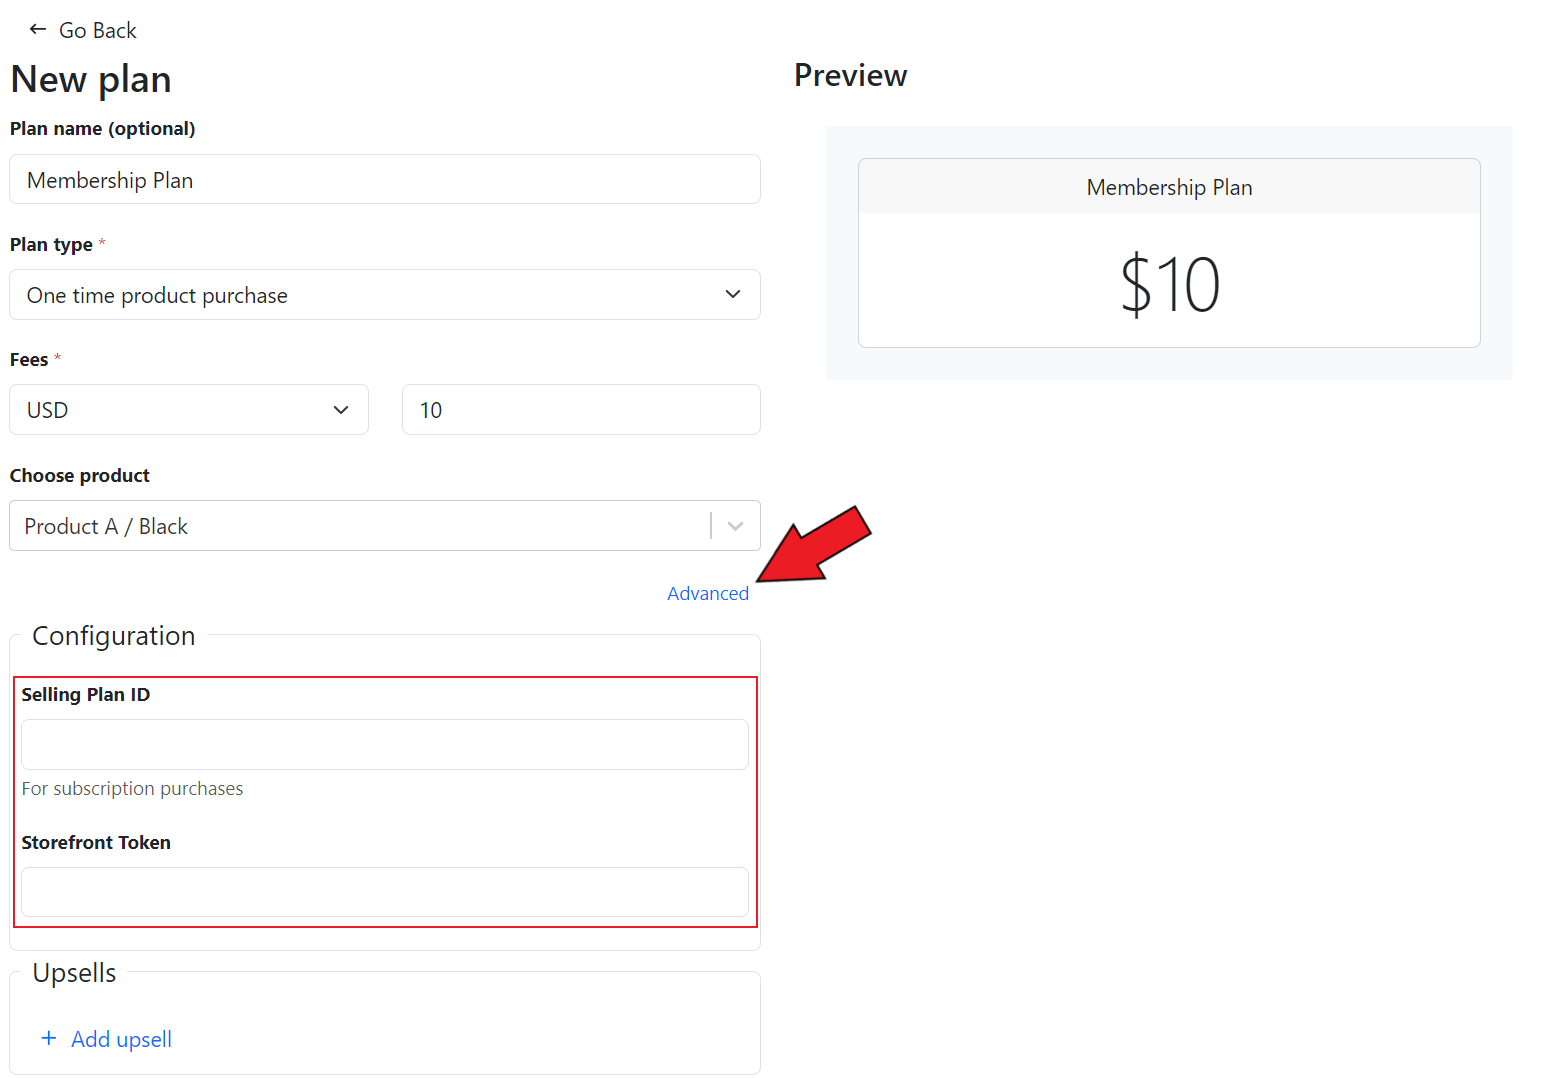 ← Go Back
New plan
Plan name (optional)
Membership Plan
Plan type *
One time product purchase
Fees *
USD
10
Choose product
Product A / Black
Advanced
Configuration
Selling Plan ID
For subscription purchases
Storefront Token
Upsells
+ Add upsell
Preview
Membership Plan
$10